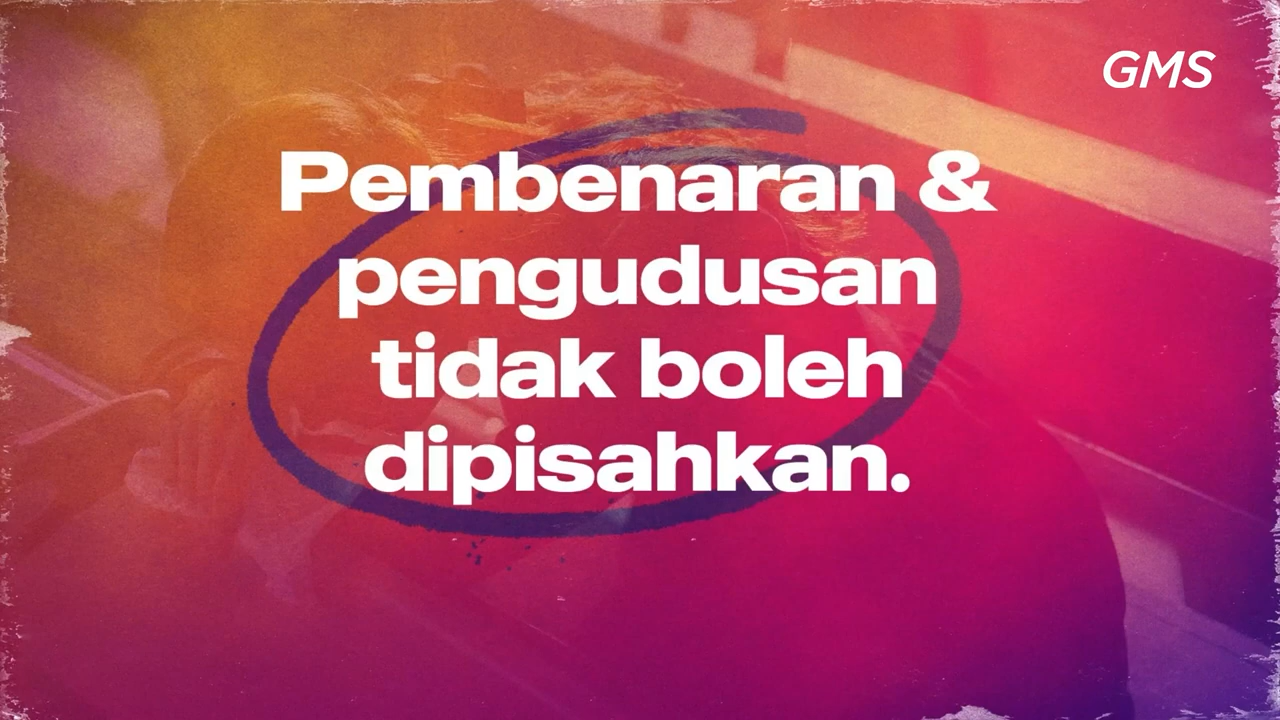 GMS
Pembenaran &
pengudusan
tidak boleh
dipisahkan.